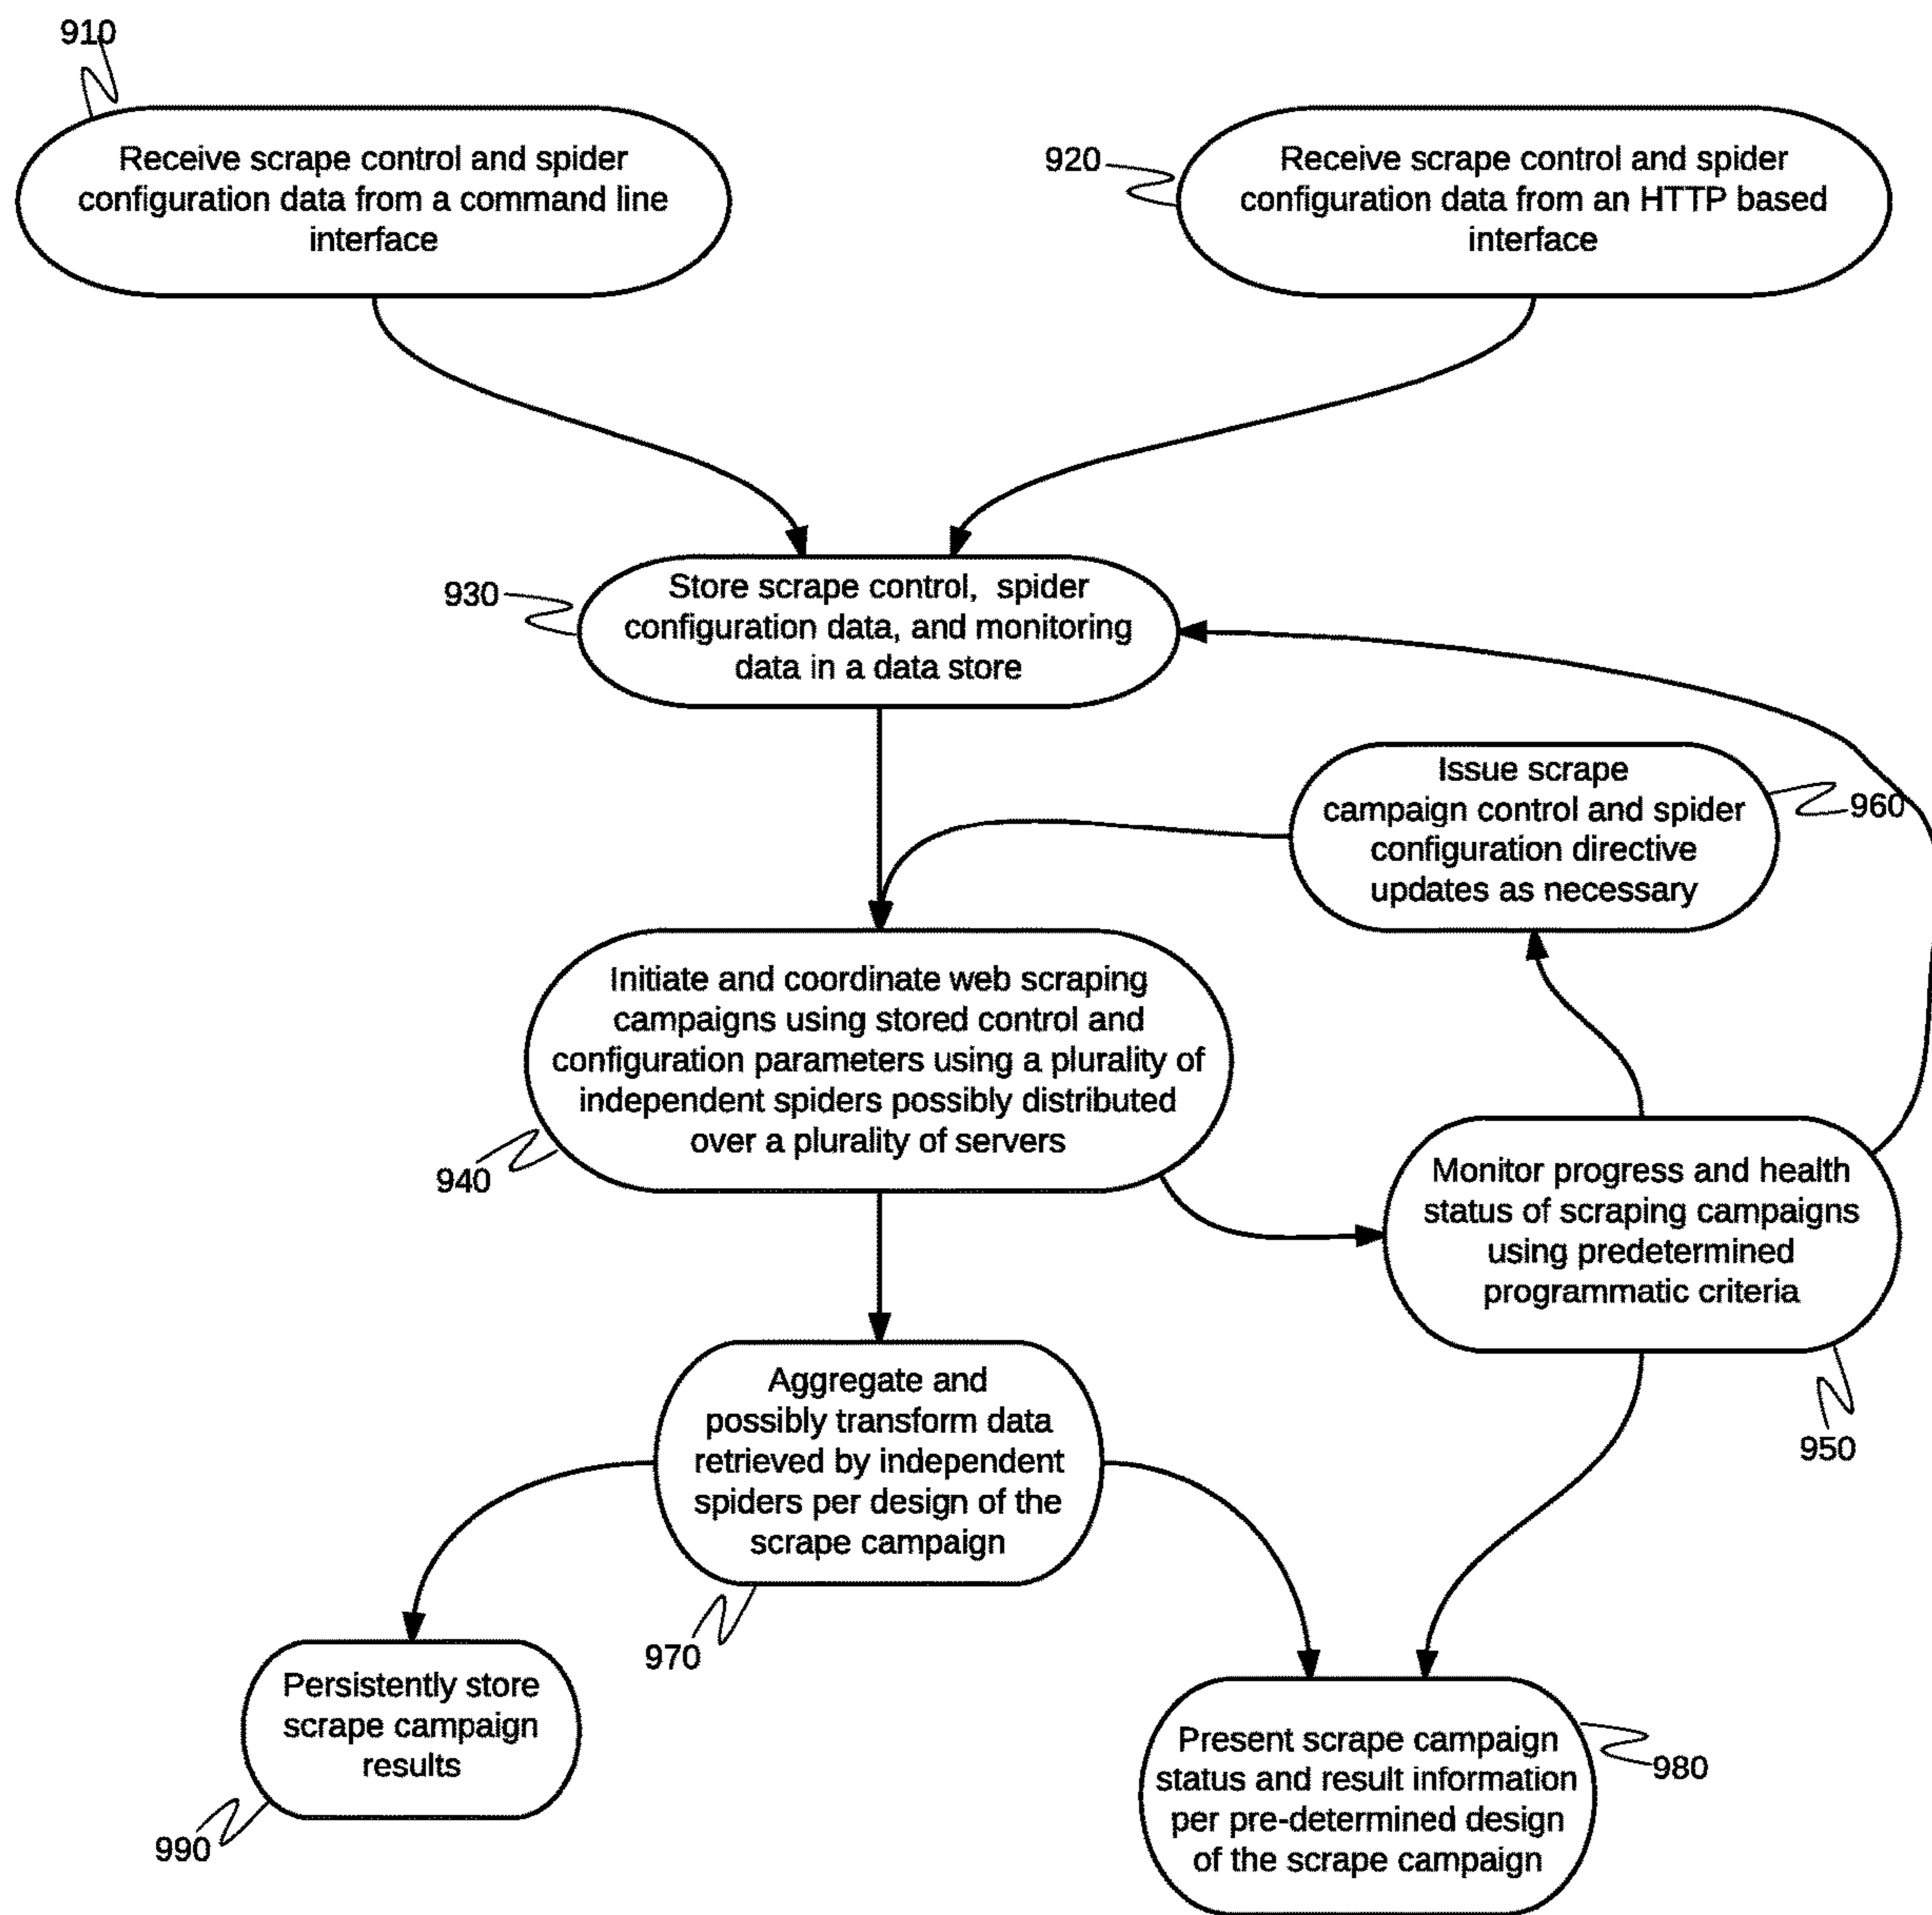 910
Receive scrape control and spider
configuration data from a command line
interface
920
Receive scrape control and spider
configuration data from an HTTP based
interface
930
Store scrape control, spider
configuration data, and monitoring
data in a data store
Issue scrape
campaign control and spider
configuration directive
updates as necessary
960
Initiate and coordinate web scraping
campaigns using stored control and
configuration parameters using a plurality of
independent spiders possibly distributed
over a plurality of servers
940
Monitor progress and health
status of scraping campaigns
using predetermined
programmatic criteria
950
Aggregate and
possibly transform data
retrieved by independent
spiders per design of the
scrape campaign
970
Persistently store
scrape campaign
results
990
Present scrape campaign
status and result information
per pre-determined design
of the scrape campaign
980